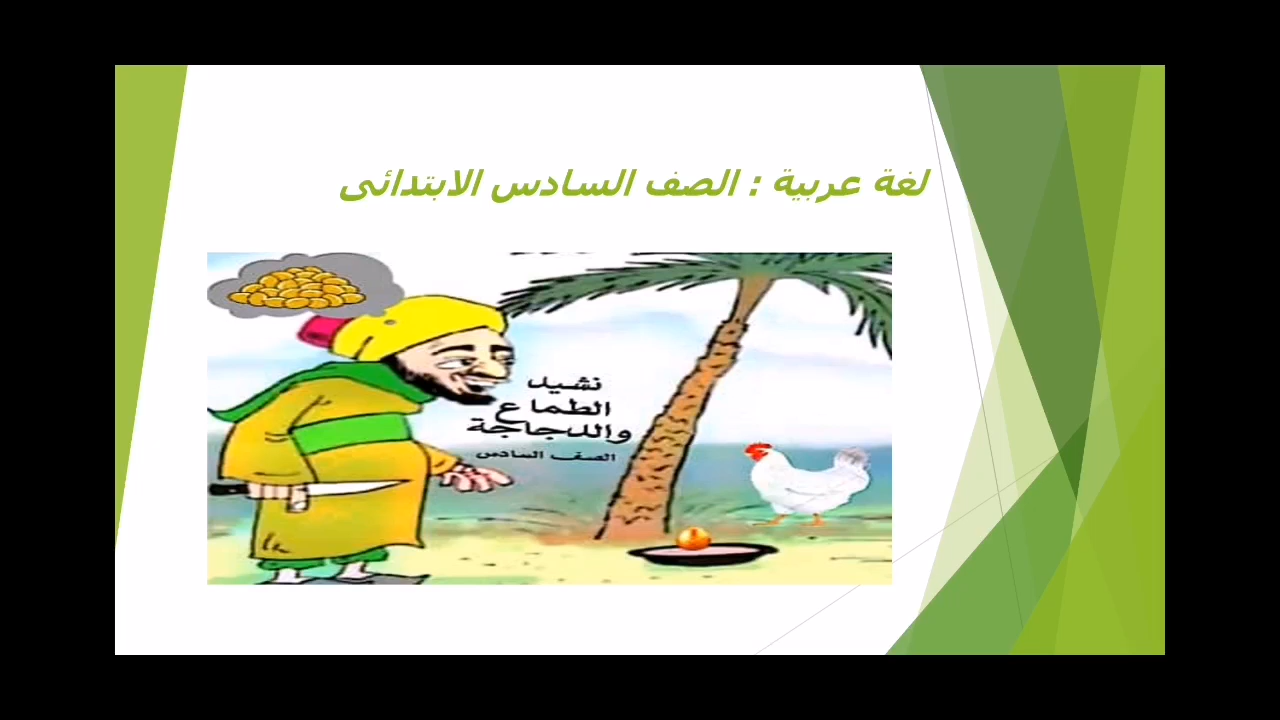 لغة عربية : الصف السادس الابتدائى
نشيد
الطماع
والدجاجة
الصف السادس